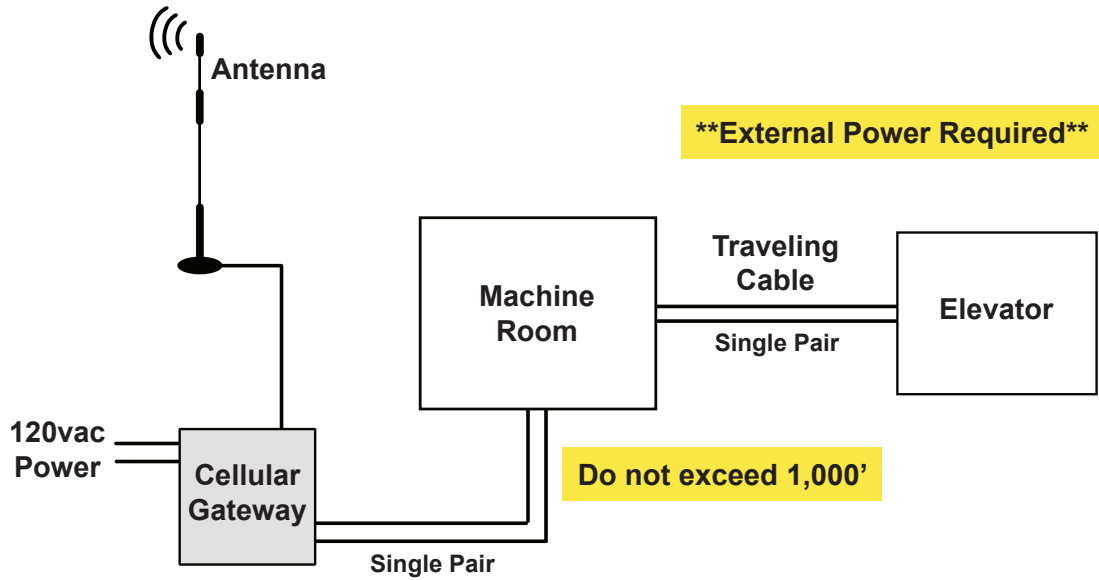 Antenna
**External Power Required**
Traveling
Cable
Machine
Room
Elevator
Single Pair
120vac
Power
Cellular
Gateway
Do not exceed 1,000’
Single Pair